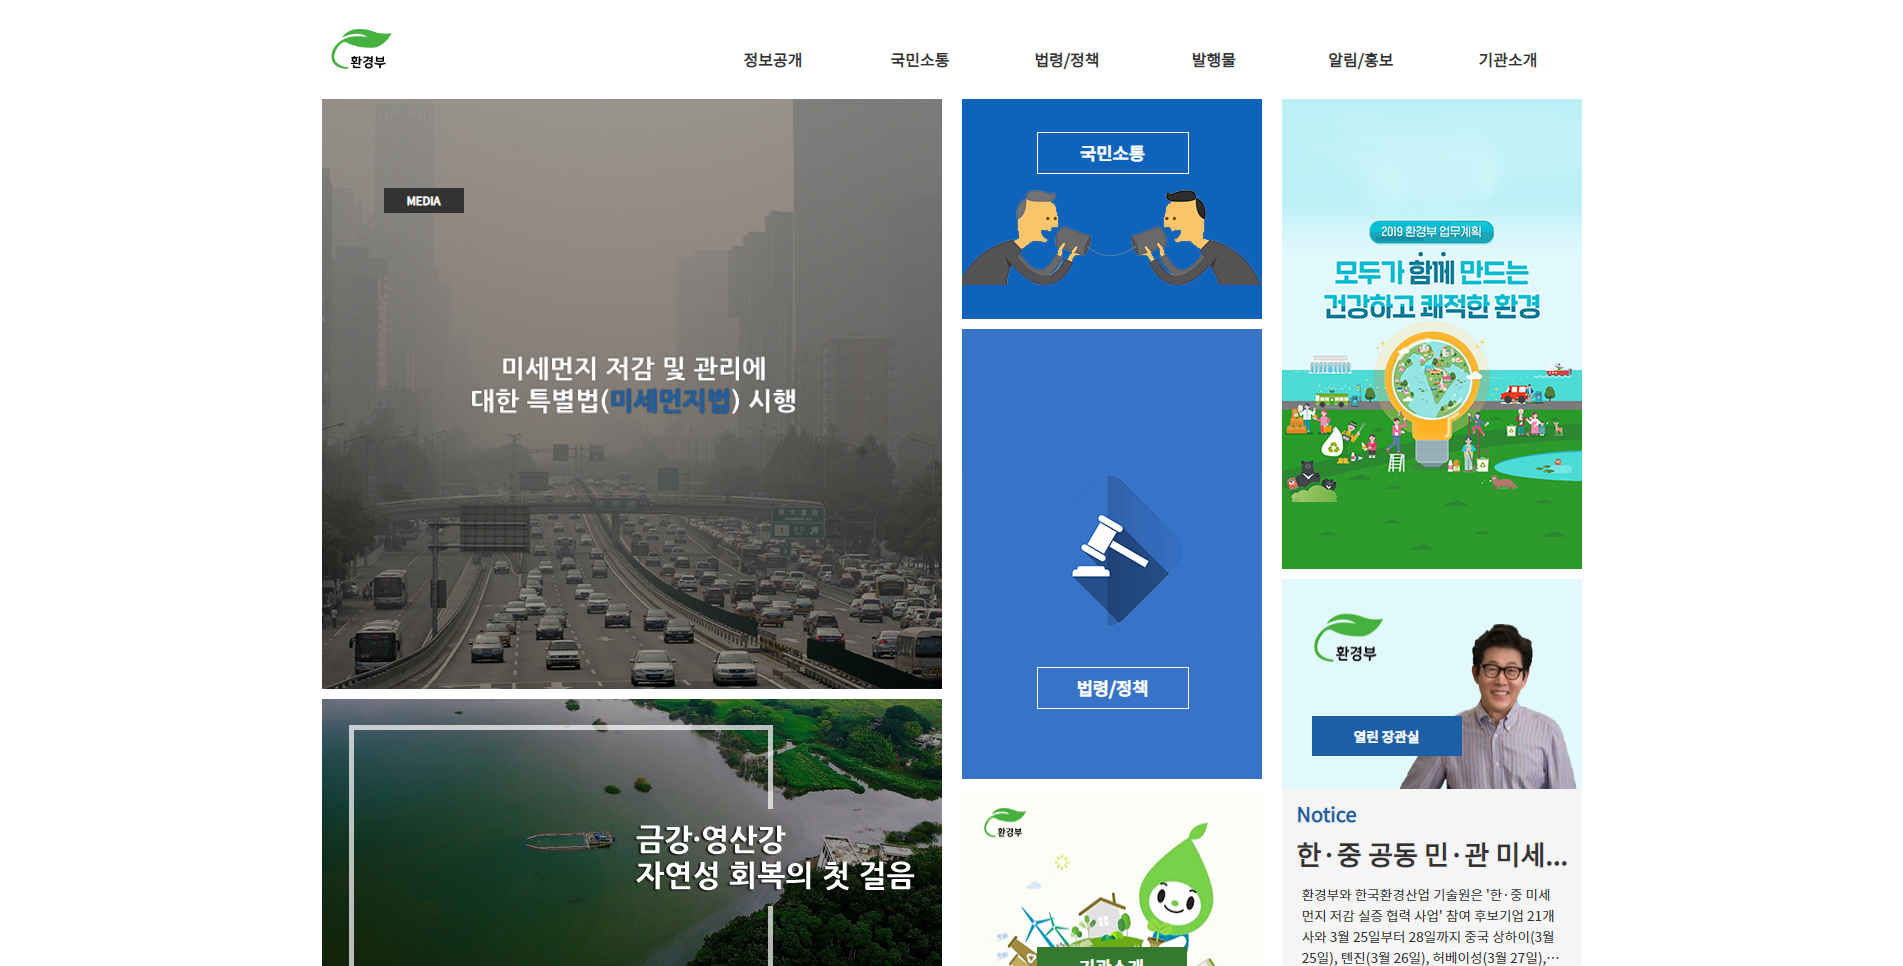 환경부
정보공개
국민소통
법령/정책
발행물
알림/홍보
기관소개
MEDIA
미세먼지 저감 및 관리에
대한 특별법(미세먼지법) 시행
금강·영산강
자연성 회복의 첫 걸음
국민소통
법령/정책
환경부
기관소개
2019 환경부 업무계획
모두가 함께 만드는
건강하고 쾌적한 환경
환경부
열린 장관실
Notice
한·중 공동 민·관 미세...
환경부와 한국환경산업 기술원은 '한·중 미세
먼지 저감 실증 협력 사업' 참여 후보기업 21개
사와 3월 25일부터 28일까지 중국 상하이(3월
25일), 톈진(3월 26일), 허베이성(3월 27일),…